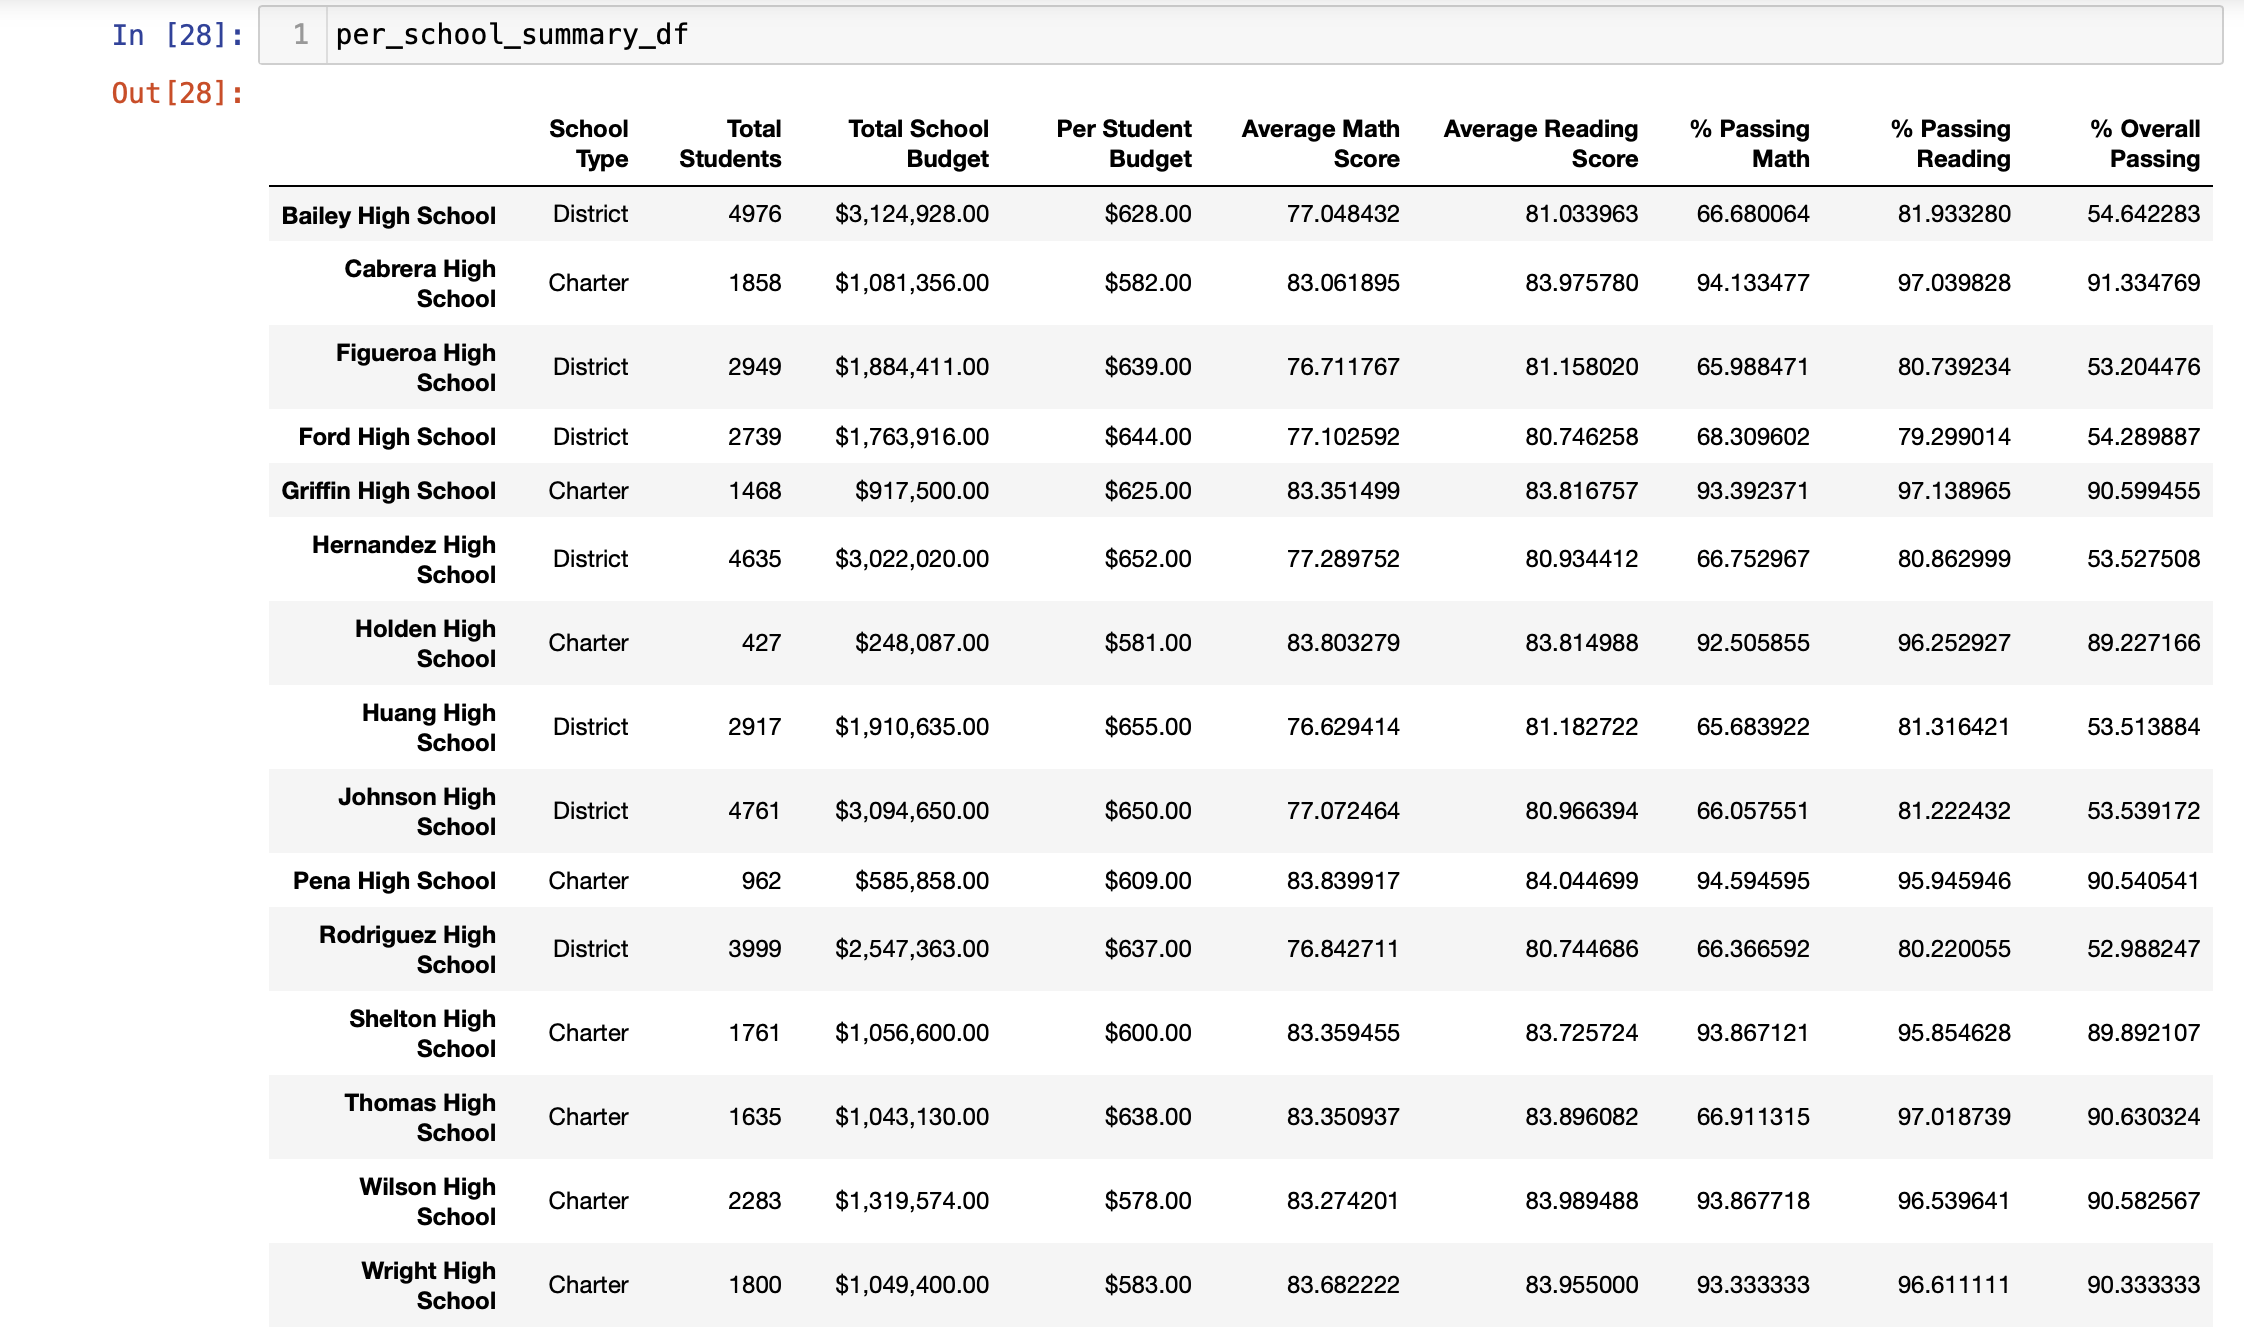 In [28]: 1 per_school_summary_df
Out[28]:
School Type Total Students Total School Budget Per Student Budget Average Math Score Average Reading Score % Passing Math % Passing Reading % Overall Passing
Bailey High School District 4976 $3,124,928.00 $628.00 77.048432 81.033963 66.680064 81.933280 54.642283
Cabrera High School Charter 1858 $1,081,356.00 $582.00 83.061895 83.975780 94.133477 97.039828 91.334769
Figueroa High School District 2949 $1,884,411.00 $639.00 76.711767 81.158020 65.988471 80.739234 53.204476
Ford High School District 2739 $1,763,916.00 $644.00 77.102592 80.746258 68.309602 79.299014 54.289887
Griffin High School Charter 1468 $917,500.00 $625.00 83.351499 83.816757 93.392371 97.138965 90.599455
Hernandez High School District 4635 $3,022,020.00 $652.00 77.289752 80.934412 66.752967 80.862999 53.527508
Holden High School Charter 427 $248,087.00 $581.00 83.803279 83.814988 92.505855 96.252927 89.227166
Huang High School District 2917 $1,910,635.00 $655.00 76.629414 81.182722 65.683922 81.316421 53.513884
Johnson High School District 4761 $3,094,650.00 $650.00 77.072464 80.966394 66.057551 81.222432 53.539172
Pena High School Charter 962 $585,858.00 $609.00 83.839917 84.044699 94.594595 95.945946 90.540541
Rodriguez High School District 3999 $2,547,363.00 $637.00 76.842711 80.744686 66.366592 80.220055 52.988247
Shelton High School Charter 1761 $1,056,600.00 $600.00 83.359455 83.725724 93.867121 95.854628 89.892107
Thomas High School Charter 1635 $1,043,130.00 $638.00 83.350937 83.896082 66.911315 97.018739 90.630324
Wilson High School Charter 2283 $1,319,574.00 $578.00 83.274201 83.989488 93.867718 96.539641 90.582567
Wright High School Charter 1800 $1,049,400.00 $583.00 83.682222 83.955000 93.333333 96.611111 90.333333